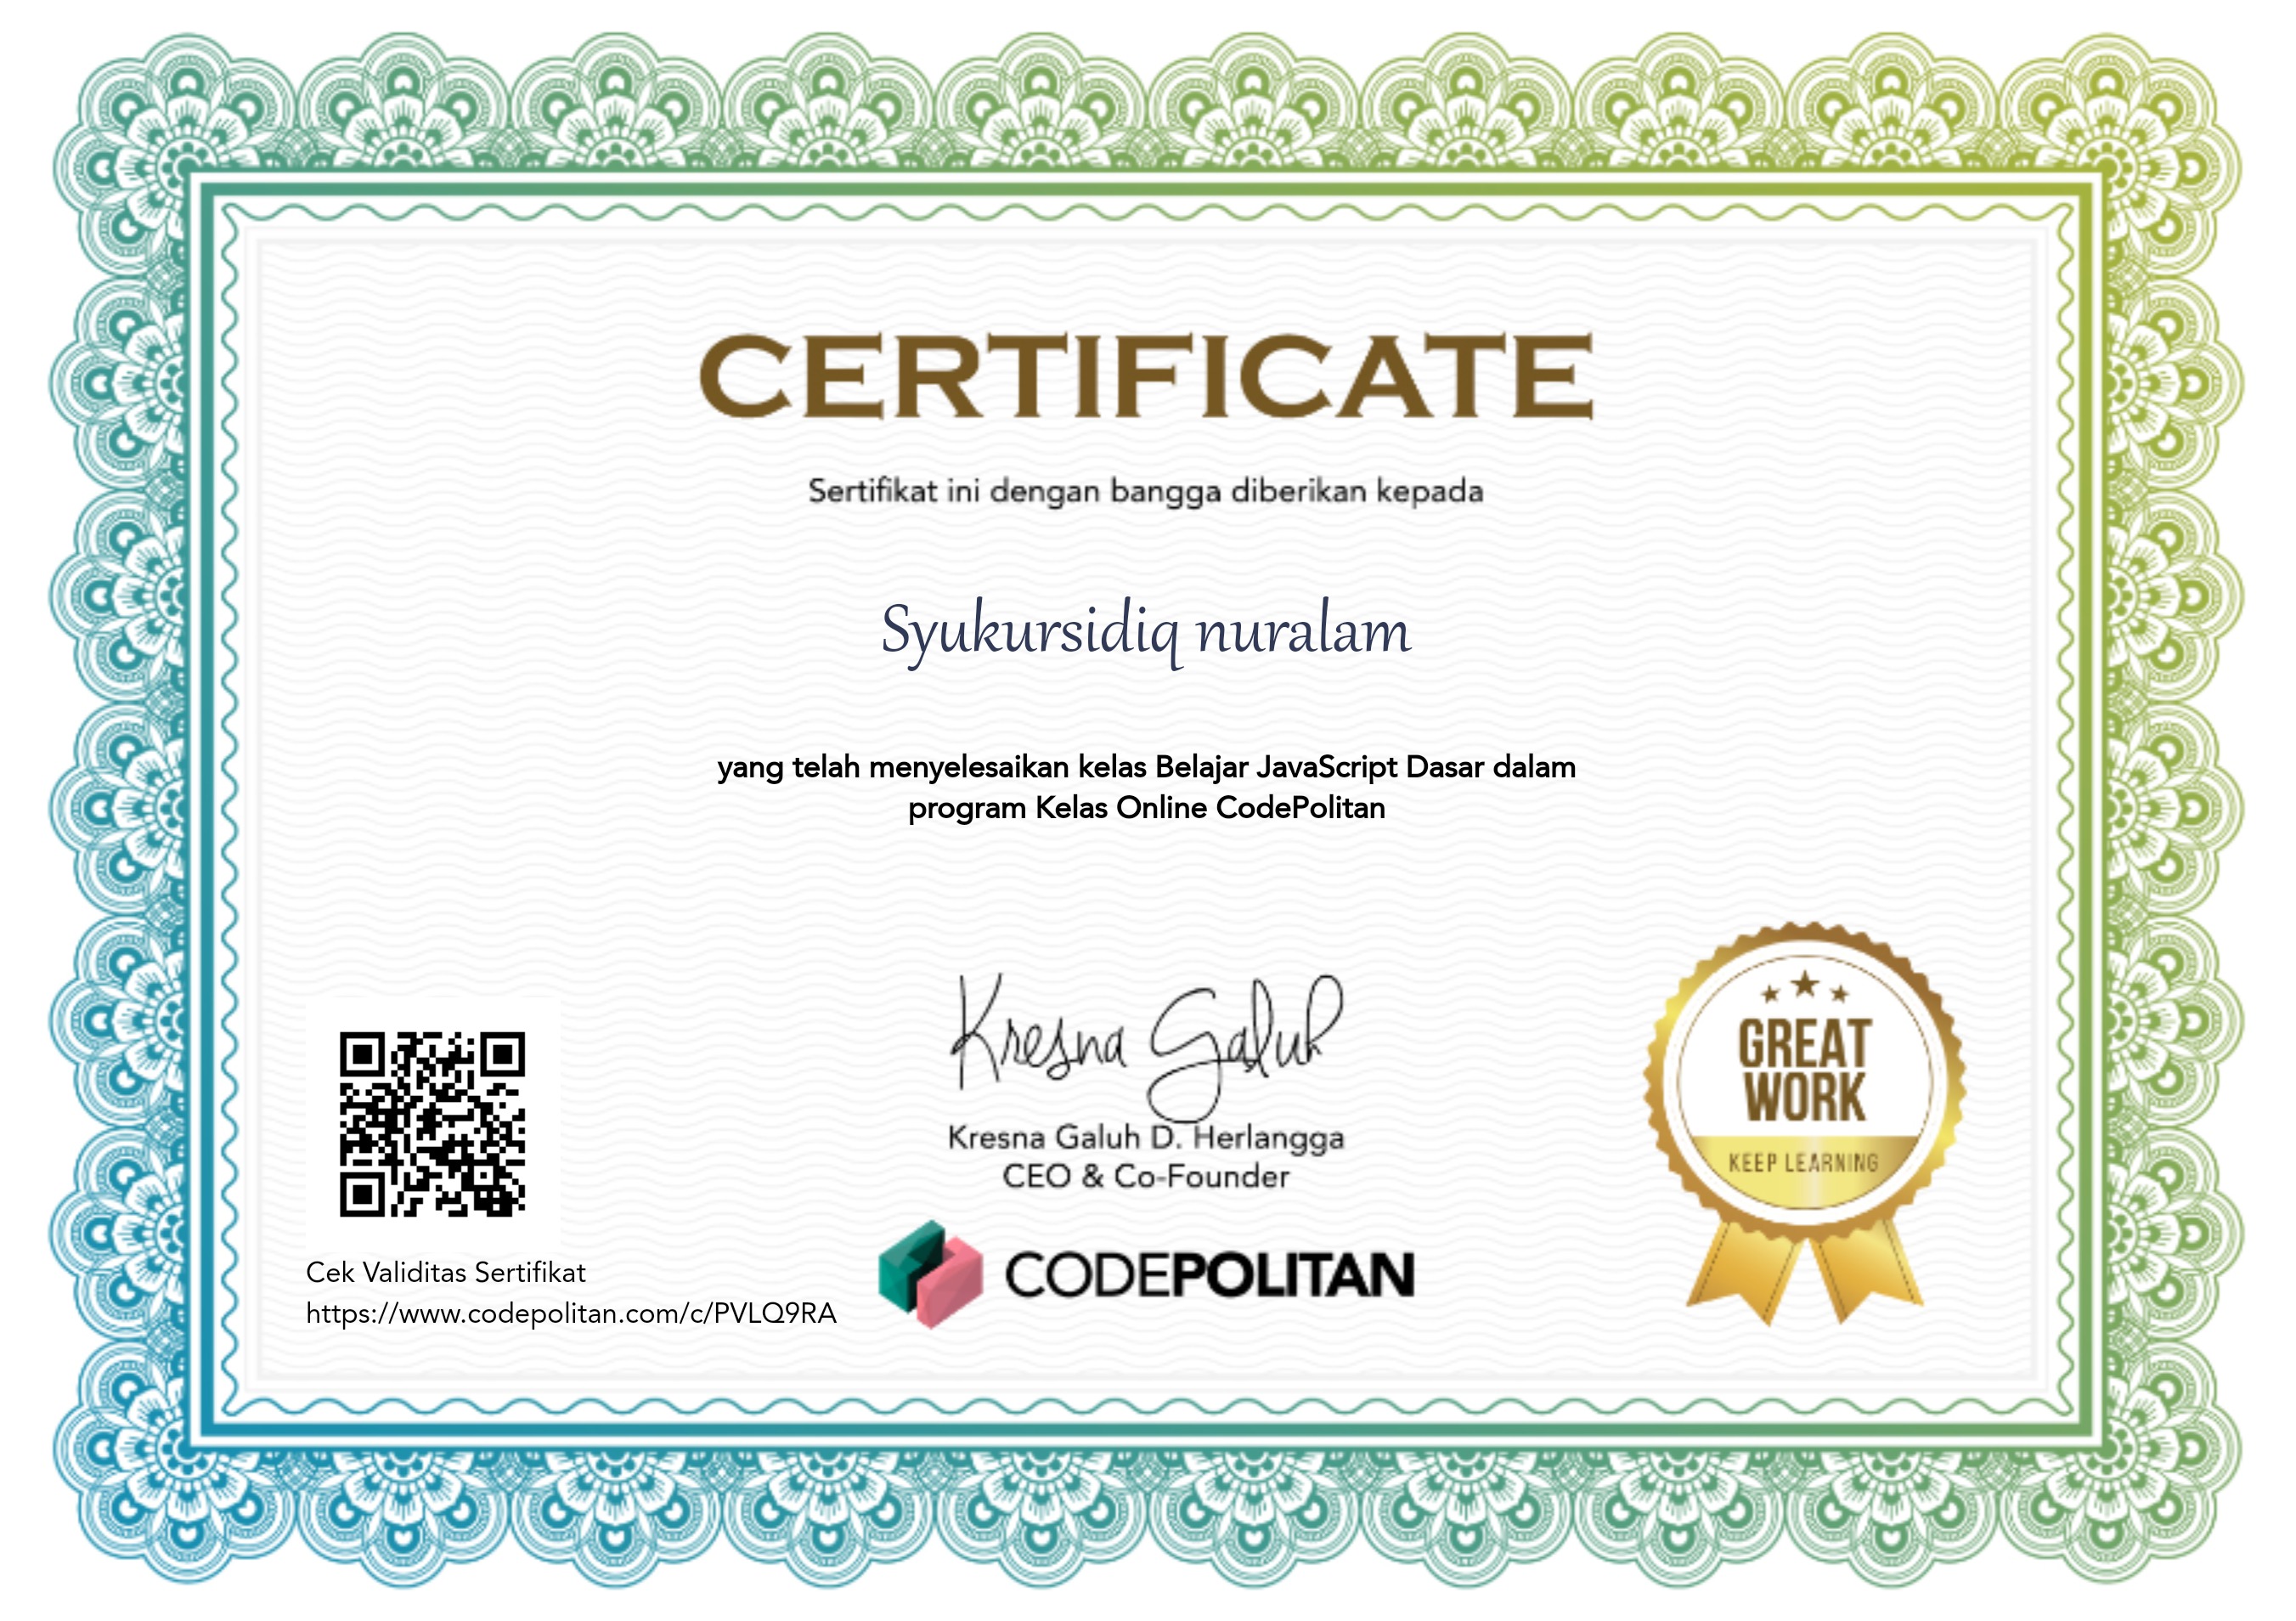 CERTIFICATE
Sertifikat ini dengan bangga diberikan kepada
Syukursidiq nuralam
yang telah menyelesaikan kelas Belajar JavaScript Dasar dalam
program Kelas Online CodePolitan
Kresna Galuh
Kresna Galuh D. Herlangga
CEO & Co-Founder
CODEPOLITAN
Cek Validitas Sertifikat
https://www.codepolitan.com/c/PVLQ9RA
GREAT
WORK
KEEP LEARNING